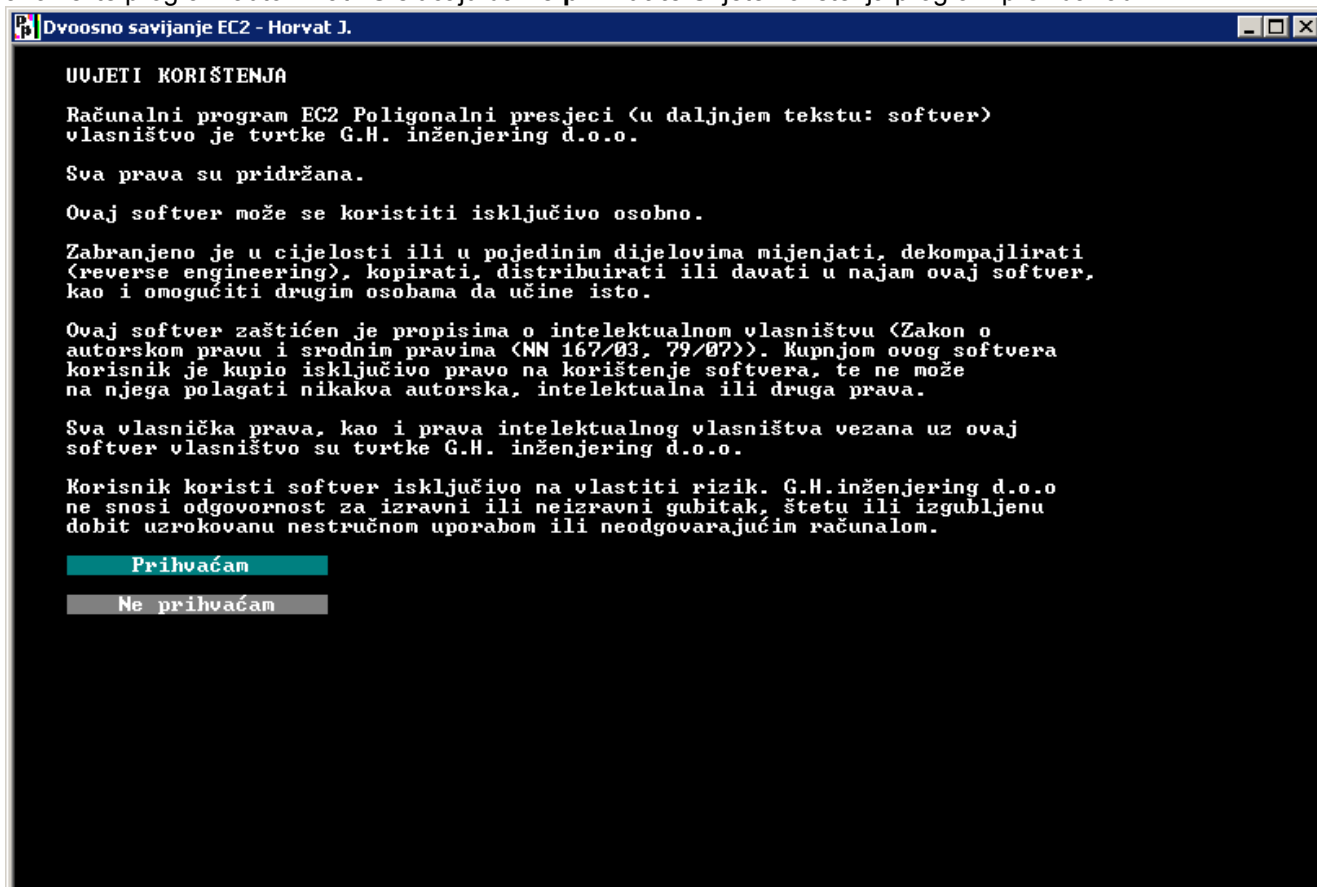 Dvoosno savijanje EC2 - Horvat J.
UVJETI KORIŠTENJA
Računalni program EC2 Poligonalni presjeci (u daljnjem tekstu: softver)
vlasništvo je tvrtke G.H. inženjering d.o.o.
Sva prava su pridržana.
Ovaj softver može se koristiti isključivo osobno.
Zabranjeno je u cijelosti ili u pojedinim dijelovima mijenjati, dekompajlirati
(reverse engineering), kopirati, distribuirati ili davati u najam ovaj softver,
kao i omogućiti drugim osobama da učine isto.
Ovaj softver zaštićen je propisima o intelektualnom vlasništvu (Zakon o
autorskom pravu i srodnim pravima (NN 167/03, 79/07)). Kupnjom ovog softvera
korisnik je kupio isključivo pravo na korištenje softvera, te ne može
na njega polagati nikakva autorska, intelektualna ili druga prava.
Sva vlasnička prava, kao i prava intelektualnog vlasništva vezana uz ovaj
softver vlasništvo su tvrtke G.H. inženjering d.o.o.
Korisnik koristi softver isključivo na vlastiti rizik. G.H.inženjering d.o.o
ne snosi odgovornost za izravni ili neizravni gubitak, štetu ili izgubljenu
dobit uzrokovanu nestručnom uporabom ili neodgovarajućim računalom.
Prihvaćam
Ne prihvaćam